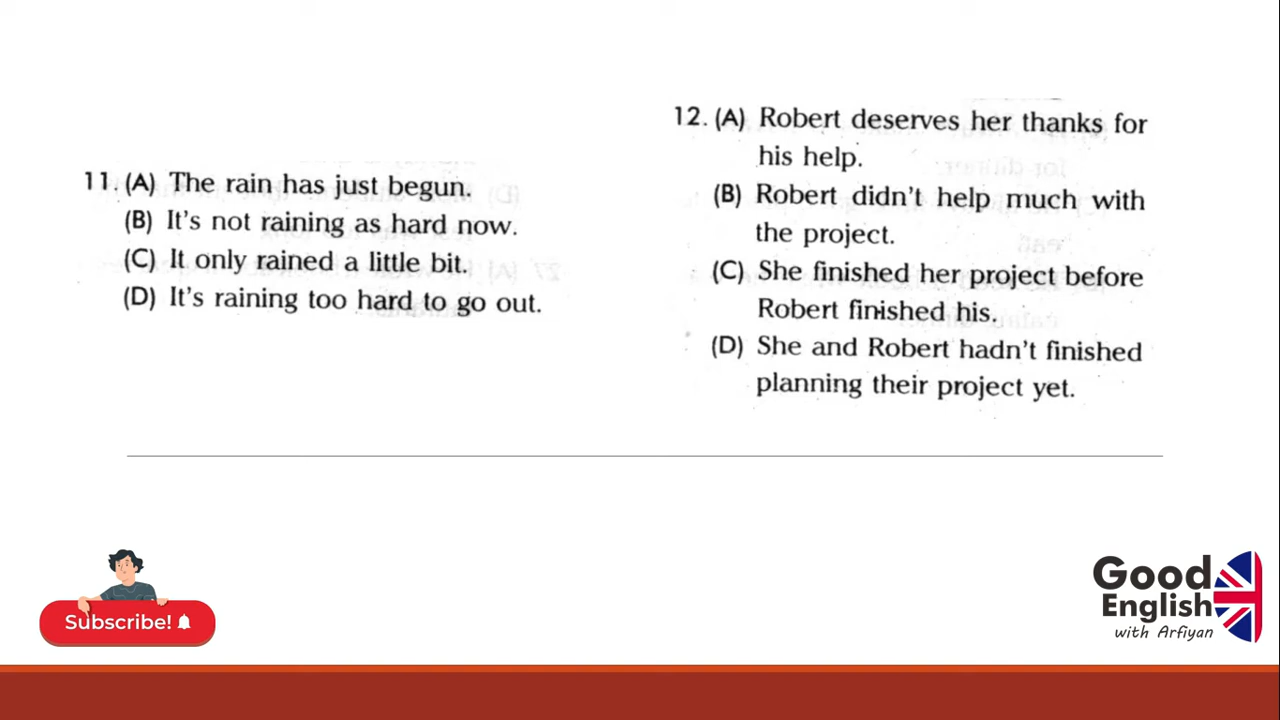 11. (A) The rain has just begun.
(B) It's not raining as hard now.
(C) It only rained a little bit.
(D) It's raining too hard to go out.
12. (A) Robert deserves her thanks for
his help.
(B) Robert didn't help much with
the project.
(C) She finished her project before
Robert finished his.
(D) She and Robert hadn't finished
planning their project yet.
Subscribe!
Good
English
with Arfiyan